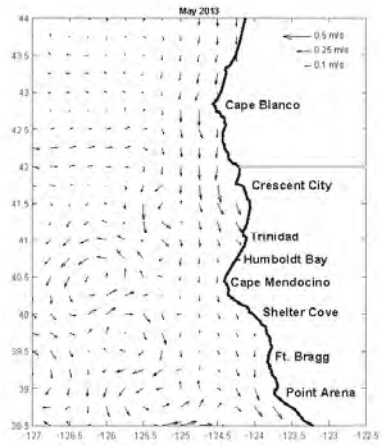 May 2013
44
0.5 m/s
0.25 m/s
0.1 m/s
43.5
43
Cape Blanco
42.5
42
Crescent City
41.5
41
Trinidad
Humboldt Bay
40.5
Cape Mendocino
40
Shelter Cove
39.5
Ft. Bragg
39
Point Arena
38.5
-127 -126.5 -126 -125.5 -125 -124.5 -124 -123.5 -123 -122.5